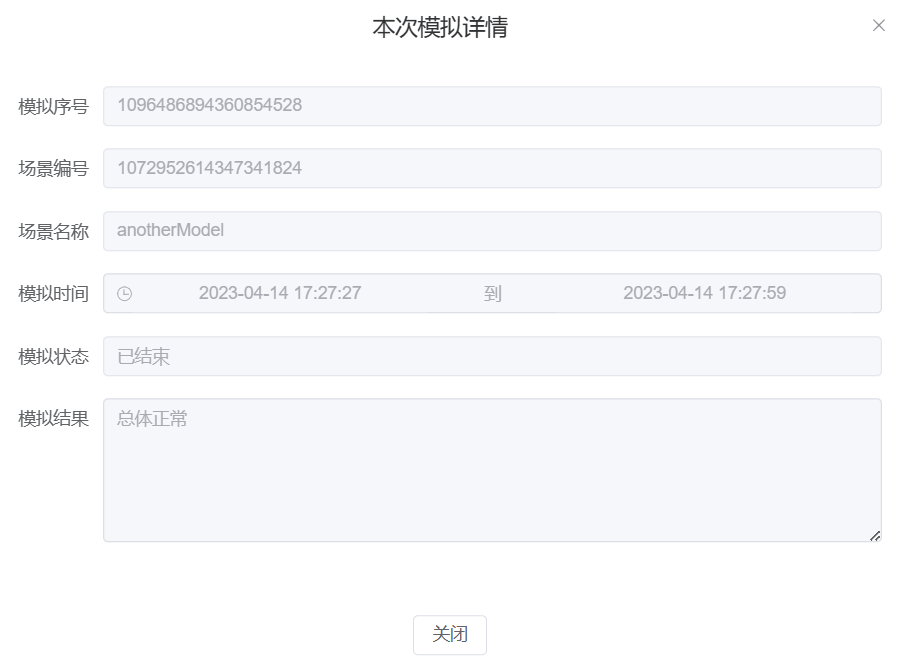 本次模拟详情
模拟序号 1096486894360854528
场景编号 1072952614347341824
场景名称 anotherModel
模拟时间 2023-04-14 17:27:27 到 2023-04-14 17:27:59
模拟状态 已结束
模拟结果 总体正常
关闭